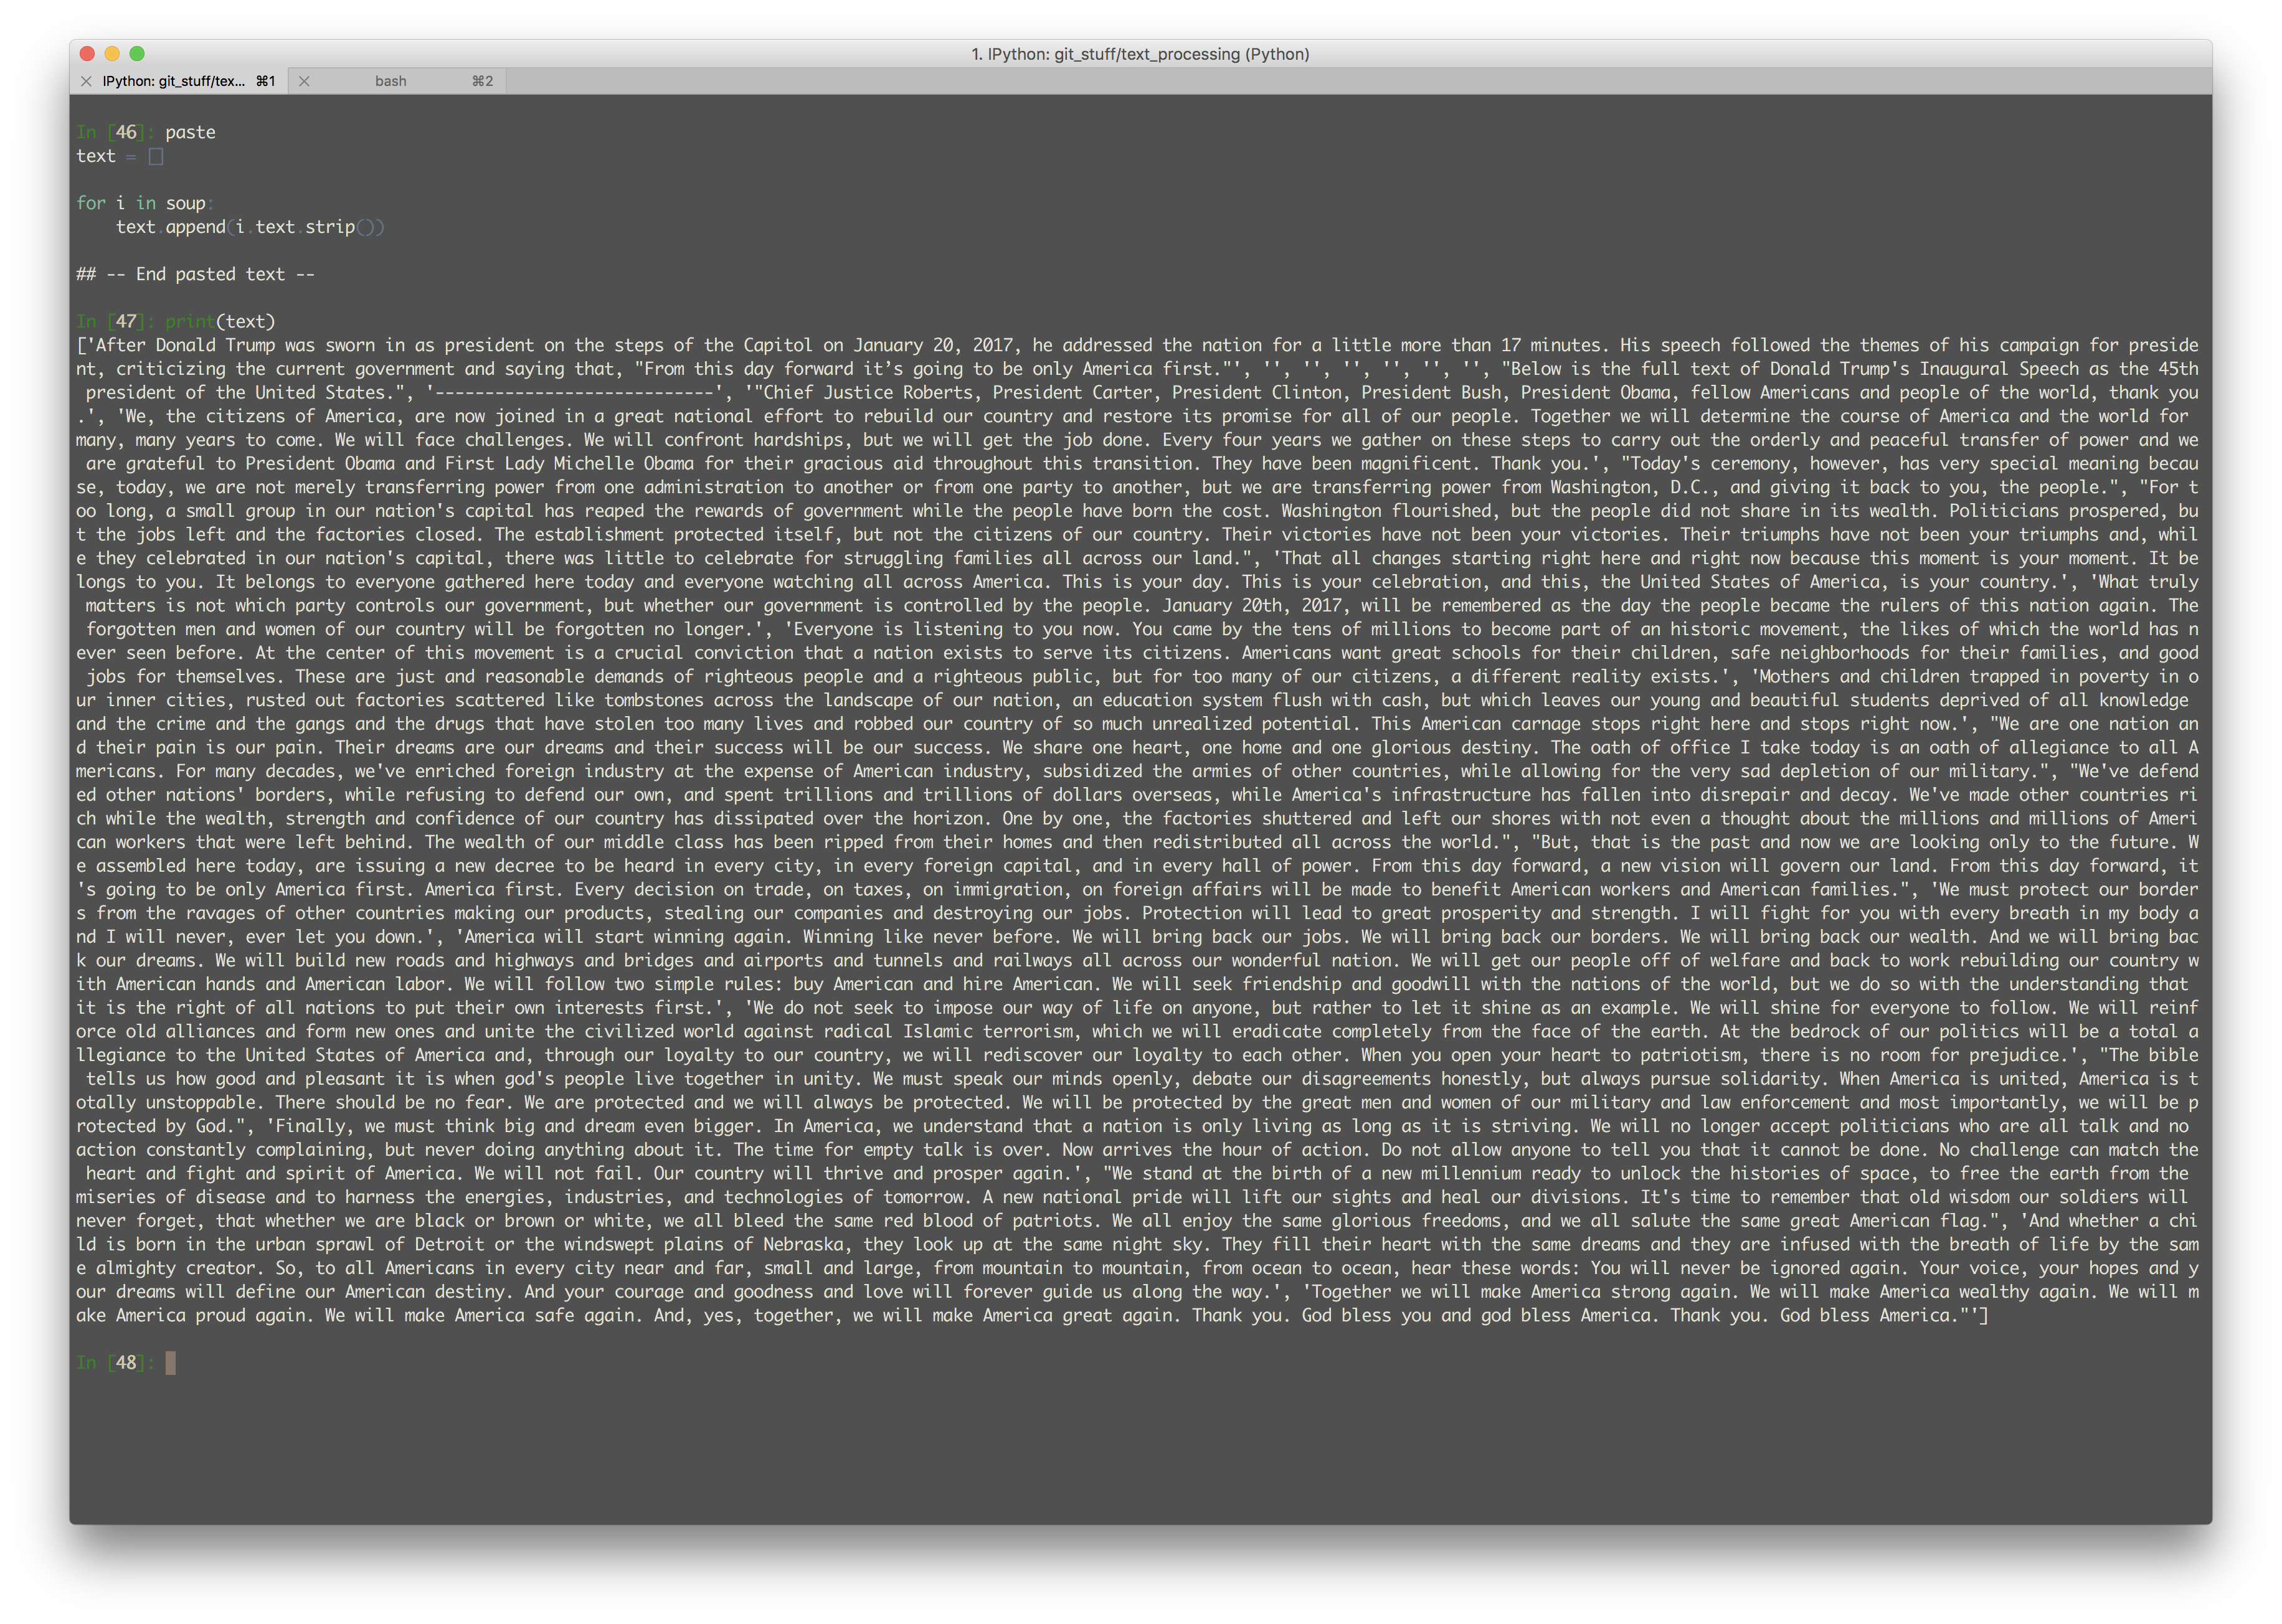 1. IPython: git_stuff/text_processing (Python)
IPython: git_stuff/tex... ⌘1 bash ⌘2
In [46]: paste
text = []
for i in soup:
    text.append(i.text.strip())
## -- End pasted text --
In [47]: print(text)
['After Donald Trump was sworn in as president on the steps of the Capitol on January 20, 2017, he addressed the nation for a little more than 17 minutes. His speech followed the themes of his campaign for preside
nt, criticizing the current government and saying that, "From this day forward it’s going to be only America first."', '', '', '', '', '', '', "Below is the full text of Donald Trump's Inaugural Speech as the 45th
 president of the United States.", '----------------------------', '"Chief Justice Roberts, President Carter, President Clinton, President Bush, President Obama, fellow Americans and people of the world, thank you
.', 'We, the citizens of America, are now joined in a great national effort to rebuild our country and restore its promise for all of our people. Together we will determine the course of America and the world for
many, many years to come. We will face challenges. We will confront hardships, but we will get the job done. Every four years we gather on these steps to carry out the orderly and peaceful transfer of power and we
 are grateful to President Obama and First Lady Michelle Obama for their gracious aid throughout this transition. They have been magnificent. Thank you.', "Today's ceremony, however, has very special meaning becau
se, today, we are not merely transferring power from one administration to another or from one party to another, but we are transferring power from Washington, D.C., and giving it back to you, the people.", "For t
oo long, a small group in our nation's capital has reaped the rewards of government while the people have born the cost. Washington flourished, but the people did not share in its wealth. Politicians prospered, bu
t the jobs left and the factories closed. The establishment protected itself, but not the citizens of our country. Their victories have not been your victories. Their triumphs have not been your triumphs and, whil
e they celebrated in our nation's capital, there was little to celebrate for struggling families all across our land.", 'That all changes starting right here and right now because this moment is your moment. It be
longs to you. It belongs to everyone gathered here today and everyone watching all across America. This is your day. This is your celebration, and this, the United States of America, is your country.', 'What truly
 matters is not which party controls our government, but whether our government is controlled by the people. January 20th, 2017, will be remembered as the day the people became the rulers of this nation again. The
 forgotten men and women of our country will be forgotten no longer.', 'Everyone is listening to you now. You came by the tens of millions to become part of an historic movement, the likes of which the world has n
ever seen before. At the center of this movement is a crucial conviction that a nation exists to serve its citizens. Americans want great schools for their children, safe neighborhoods for their families, and good
 jobs for themselves. These are just and reasonable demands of righteous people and a righteous public, but for too many of our citizens, a different reality exists.', 'Mothers and children trapped in poverty in o
ur inner cities, rusted out factories scattered like tombstones across the landscape of our nation, an education system flush with cash, but which leaves our young and beautiful students deprived of all knowledge
and the crime and the gangs and the drugs that have stolen too many lives and robbed our country of so much unrealized potential. This American carnage stops right here and stops right now.', "We are one nation an
d their pain is our pain. Their dreams are our dreams and their success will be our success. We share one heart, one home and one glorious destiny. The oath of office I take today is an oath of allegiance to all A
mericans. For many decades, we've enriched foreign industry at the expense of American industry, subsidized the armies of other countries, while allowing for the very sad depletion of our military.", "We've defend
ed other nations' borders, while refusing to defend our own, and spent trillions and trillions of dollars overseas, while America's infrastructure has fallen into disrepair and decay. We've made other countries ri
ch while the wealth, strength and confidence of our country has dissipated over the horizon. One by one, the factories shuttered and left our shores with not even a thought about the millions and millions of Ameri
can workers that were left behind. The wealth of our middle class has been ripped from their homes and then redistributed all across the world.", "But, that is the past and now we are looking only to the future. W
e assembled here today, are issuing a new decree to be heard in every city, in every foreign capital, and in every hall of power. From this day forward, a new vision will govern our land. From this day forward, it
's going to be only America first. America first. Every decision on trade, on taxes, on immigration, on foreign affairs will be made to benefit American workers and American families.", 'We must protect our border
s from the ravages of other countries making our products, stealing our companies and destroying our jobs. Protection will lead to great prosperity and strength. I will fight for you with every breath in my body a
nd I will never, ever let you down.', 'America will start winning again. Winning like never before. We will bring back our jobs. We will bring back our borders. We will bring back our wealth. And we will bring bac
k our dreams. We will build new roads and highways and bridges and airports and tunnels and railways all across our wonderful nation. We will get our people off of welfare and back to work rebuilding our country w
ith American hands and American labor. We will follow two simple rules: buy American and hire American. We will seek friendship and goodwill with the nations of the world, but we do so with the understanding that
it is the right of all nations to put their own interests first.', 'We do not seek to impose our way of life on anyone, but rather to let it shine as an example. We will shine for everyone to follow. We will reinf
orce old alliances and form new ones and unite the civilized world against radical Islamic terrorism, which we will eradicate completely from the face of the earth. At the bedrock of our politics will be a total a
llegiance to the United States of America and, through our loyalty to our country, we will rediscover our loyalty to each other. When you open your heart to patriotism, there is no room for prejudice.', "The bible
 tells us how good and pleasant it is when god's people live together in unity. We must speak our minds openly, debate our disagreements honestly, but always pursue solidarity. When America is united, America is t
otally unstoppable. There should be no fear. We are protected and we will always be protected. We will be protected by the great men and women of our military and law enforcement and most importantly, we will be p
rotected by God.", 'Finally, we must think big and dream even bigger. In America, we understand that a nation is only living as long as it is striving. We will no longer accept politicians who are all talk and no
action constantly complaining, but never doing anything about it. The time for empty talk is over. Now arrives the hour of action. Do not allow anyone to tell you that it cannot be done. No challenge can match the
 heart and fight and spirit of America. We will not fail. Our country will thrive and prosper again.', "We stand at the birth of a new millennium ready to unlock the histories of space, to free the earth from the
miseries of disease and to harness the energies, industries, and technologies of tomorrow. A new national pride will lift our sights and heal our divisions. It's time to remember that old wisdom our soldiers will
never forget, that whether we are black or brown or white, we all bleed the same red blood of patriots. We all enjoy the same glorious freedoms, and we all salute the same great American flag.", 'And whether a chi
ld is born in the urban sprawl of Detroit or the windswept plains of Nebraska, they look up at the same night sky. They fill their heart with the same dreams and they are infused with the breath of life by the sam
e almighty creator. So, to all Americans in every city near and far, small and large, from mountain to mountain, from ocean to ocean, hear these words: You will never be ignored again. Your voice, your hopes and y
our dreams will define our American destiny. And your courage and goodness and love will forever guide us along the way.', 'Together we will make America strong again. We will make America wealthy again. We will m
ake America proud again. We will make America safe again. And, yes, together, we will make America great again. Thank you. God bless you and god bless America. Thank you. God bless America."']
In [48]: